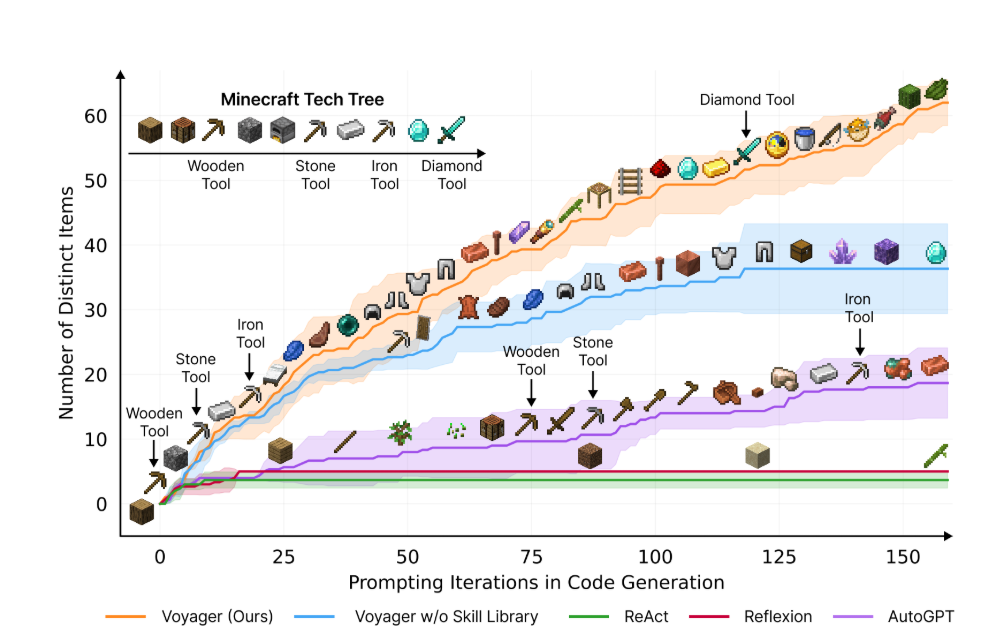 Minecraft Tech Tree
Wooden
Tool
Stone
Tool
Iron
Tool
Diamond
Tool
Diamond Tool
Wooden
Tool
Stone
Tool
Iron
Tool
Wooden
Tool
Stone
Tool
Iron
Tool
Number of Distinct Items
60
50
40
30
20
10
0
0 25 50 75 100 125 150
Prompting Iterations in Code Generation
Voyager (Ours) Voyager w/o Skill Library ReAct Reflexion AutoGPT